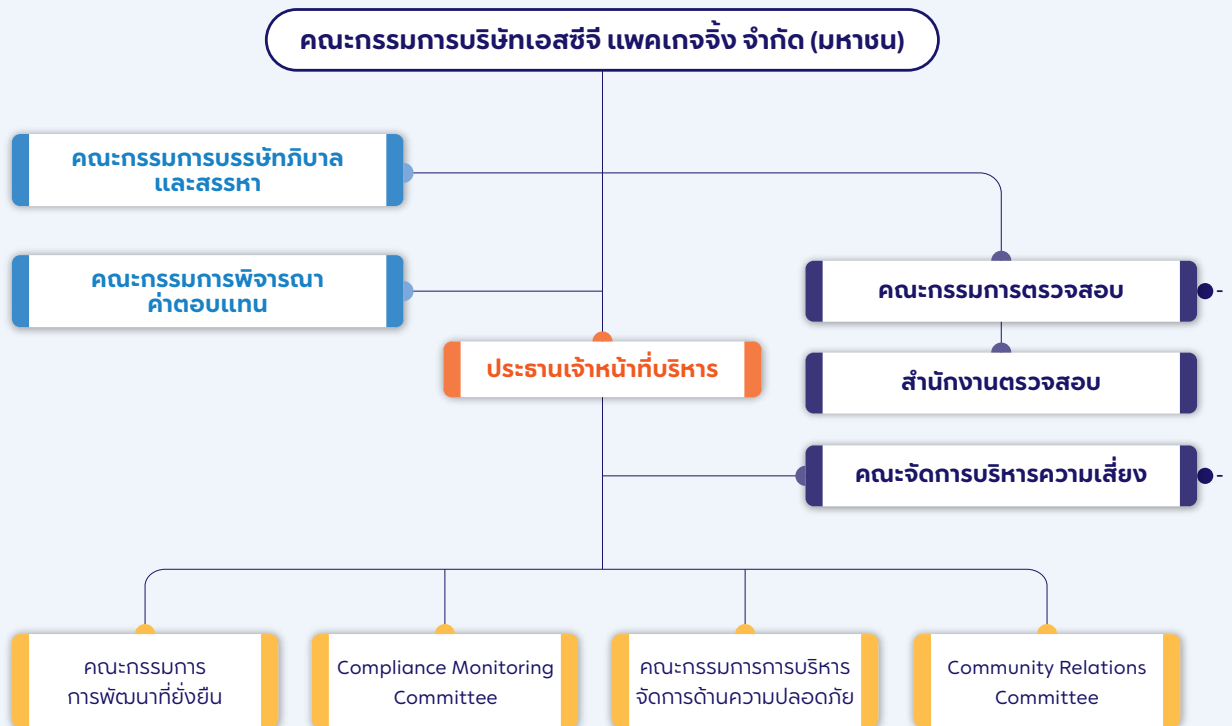 คณะกรรมการบริษัทเอสซีจี แพคเกจจิ้ง จำกัด (มหาชน)
คณะกรรมการบรรษัทภิบาล
และสรรหา
คณะกรรมการพิจารณา
ค่าตอบแทน
คณะกรรมการตรวจสอบ
ประธานเจ้าหน้าที่บริหาร
สำนักงานตรวจสอบ
คณะจัดการบริหารความเสี่ยง
คณะกรรมการ
การพัฒนาที่ยั่งยืน
Compliance Monitoring
Committee
คณะกรรมการการบริหาร
จัดการด้านความปลอดภัย
Community Relations
Committee